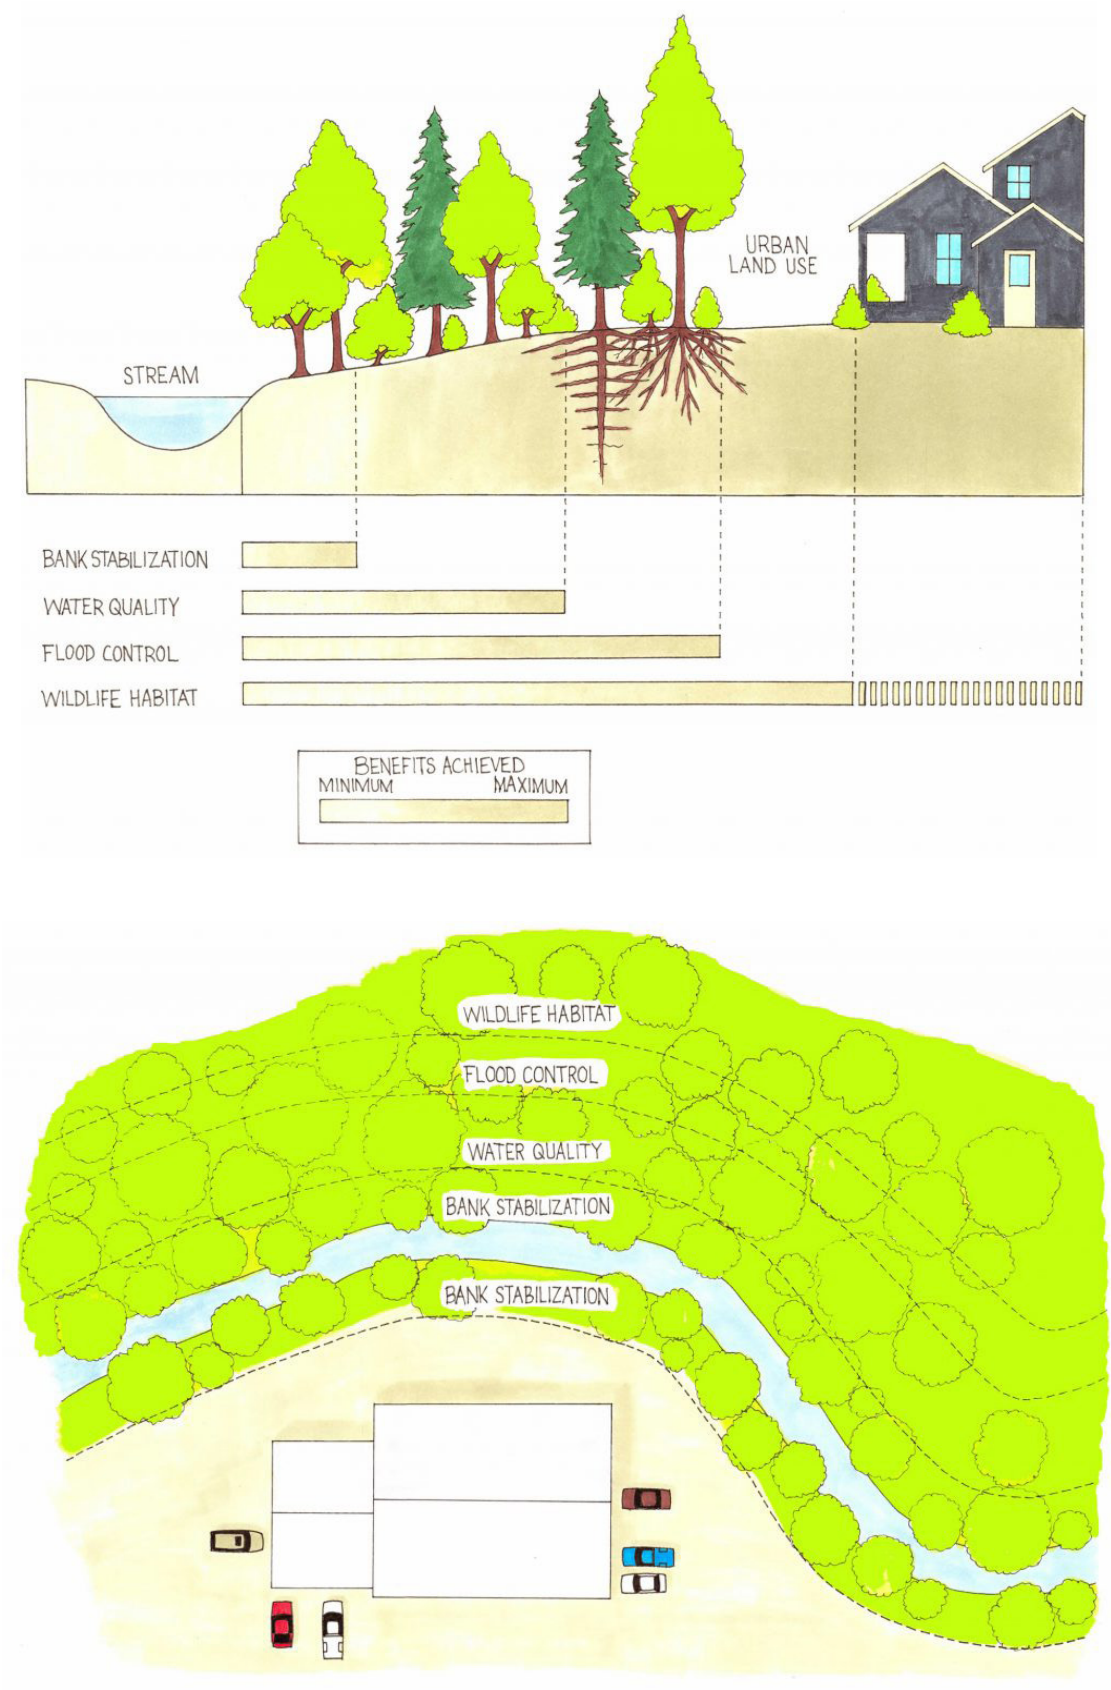 URBAN
LAND USE
STREAM
BANK STABILIZATION
WATER QUALITY
FLOOD CONTROL
WILDLIFE HABITAT
BENEFITS ACHIEVED
MINIMUM MAXIMUM
WILDLIFE HABITAT
FLOOD CONTROL
WATER QUALITY
BANK STABILIZATION
BANK STABILIZATION